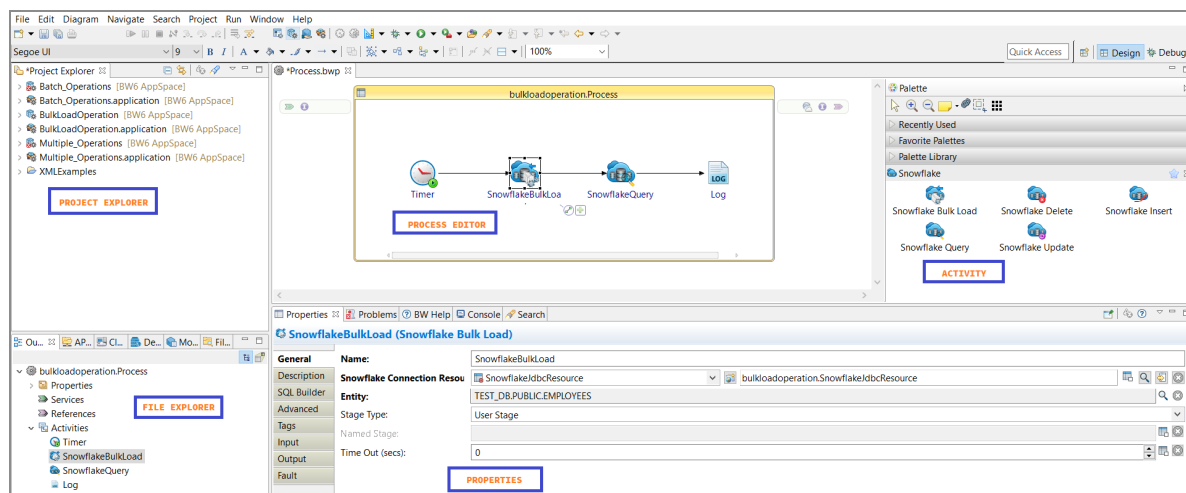 File Edit Diagram Navigate Search Project Run Window Help
Segoe UI 9 B I A 100% Quick Access Design Debug
*Project Explorer
Batch_Operations [BW6 AppSpace]
Batch_Operations.application [BW6 AppSpace]
BulkLoadOperation [BW6 AppSpace]
BulkLoadOperation.application [BW6 AppSpace]
Multiple_Operations [BW6 AppSpace]
Multiple_Operations.application [BW6 AppSpace]
XMLExamples
PROJECT EXPLORER
*Process.bwp
bulkloadoperation.Process
Timer SnowflakeBulkLoa SnowflakeQuery LOG Log
PROCESS EDITOR
Palette
Recently Used
Favorite Palettes
Palette Library
Snowflake
Snowflake Bulk Load Snowflake Delete Snowflake Insert
Snowflake Query Snowflake Update
ACTIVITY
Ou... AP... Cl... De... Mo... Fil...
bulkloadoperation.Process
Properties
Services
References
Activities
Timer
SnowflakeBulkLoad
SnowflakeQuery
Log
FILE EXPLORER
Properties Problems BW Help Console Search
SnowflakeBulkLoad (Snowflake Bulk Load)
General
Description
SQL Builder
Advanced
Tags
Input
Output
Fault
Name: SnowflakeBulkLoad
Snowflake Connection Resou SnowflakeJdbcResource bulkloadoperation.SnowflakeJdbcResource
Entity: TEST_DB.PUBLIC.EMPLOYEES
Stage Type: User Stage
Named Stage:
Time Out (secs): 0
PROPERTIES